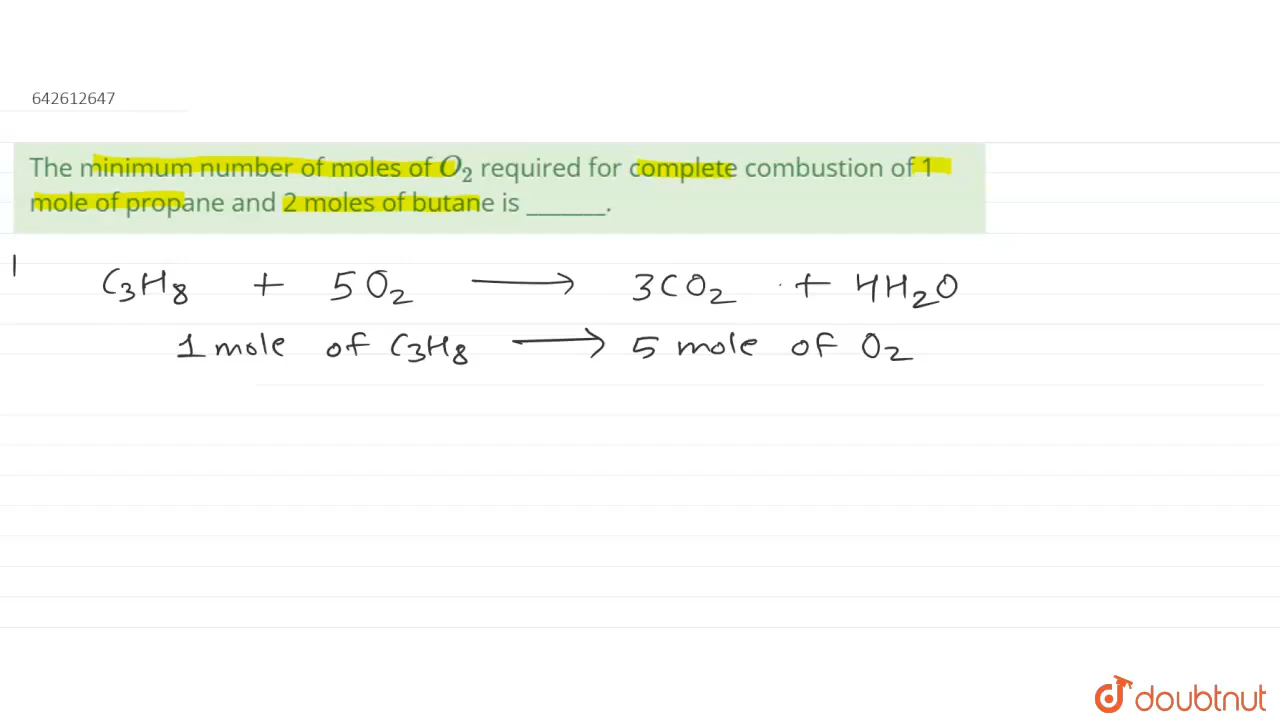 642612647
The minimum number of moles of O₂ required for complete combustion of 1
mole of propane and 2 moles of butane is _______.
C₃H₈ + 5O₂ ⟶ 3CO₂ + 4H₂O
1 mole of C₃H₈ ⟶ 5 mole of O₂
doubtnut